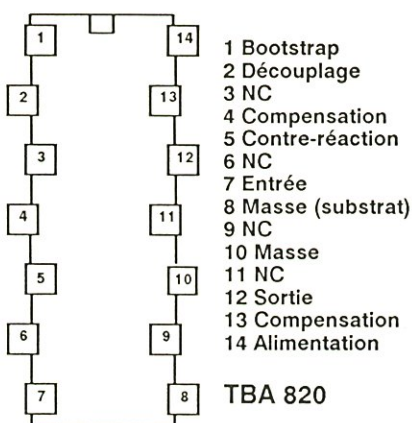 1
14
2
13
3
12
4
11
5
10
6
9
7
8
1 Bootstrap
2 Découplage
3 NC
4 Compensation
5 Contre-réaction
6 NC
7 Entrée
8 Masse (substrat)
9 NC
10 Masse
11 NC
12 Sortie
13 Compensation
14 Alimentation
TBA 820